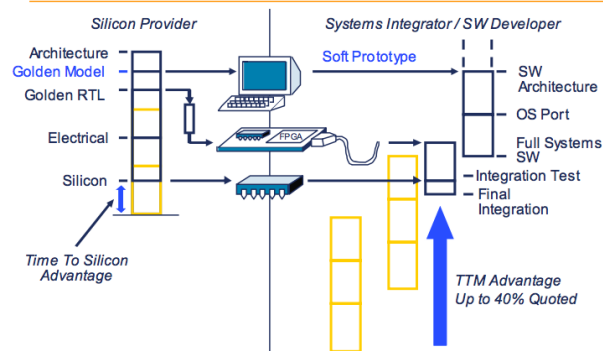 Silicon Provider
Systems Integrator / SW Developer
Architecture
Golden Model
Golden RTL
Electrical
Silicon
Time To Silicon
Advantage
Soft Prototype
FPGA
SW
Architecture
OS Port
Full Systems
SW
Integration Test
Final
Integration
TTM Advantage
Up to 40% Quoted